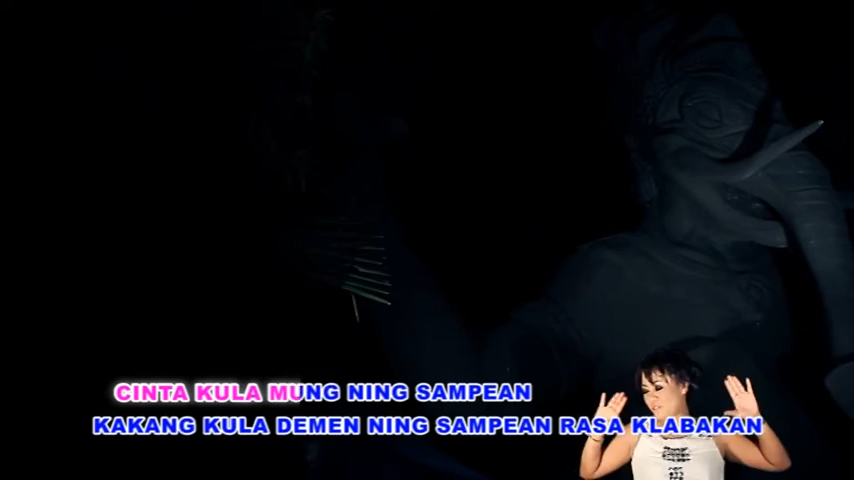 CINTA KULA MUNG NING SAMPEAN
KAKANG KULA DEMEN NING SAMPEAN RASA KLABAKAN